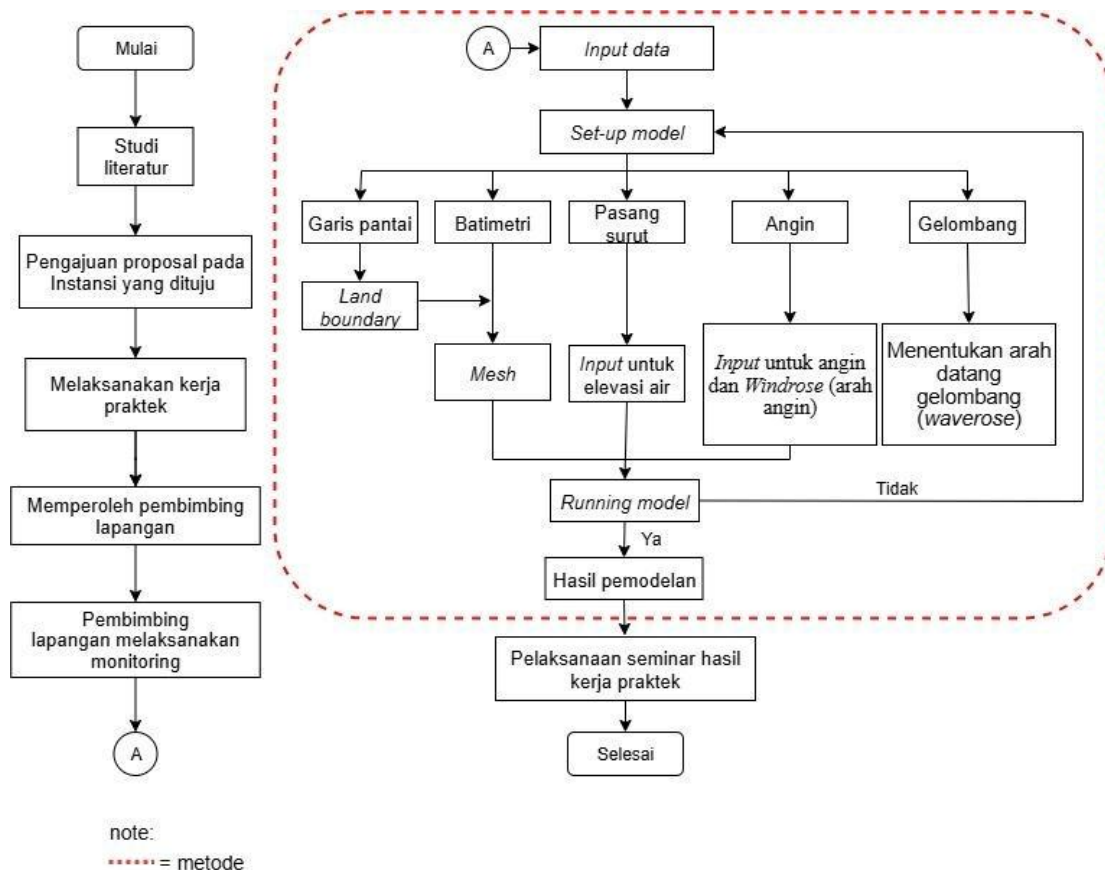 Mulai
Studi
literatur
Pengajuan proposal pada
Instansi yang dituju
Melaksanakan kerja
praktek
Memperoleh pembimbing
lapangan
Pembimbing
lapangan melaksanakan
monitoring
A
note:
= metode
A
Input data
Set-up model
Garis pantai
Batimetri
Pasang
surut
Angin
Gelombang
Land
boundary
Mesh
Input untuk
elevasi air
Input untuk angin
dan Windrose (arah
angin)
Menentukan arah
datang
gelombang
(waverose)
Running model
Tidak
Ya
Hasil pemodelan
Pelaksanaan seminar hasil
kerja praktek
Selesai